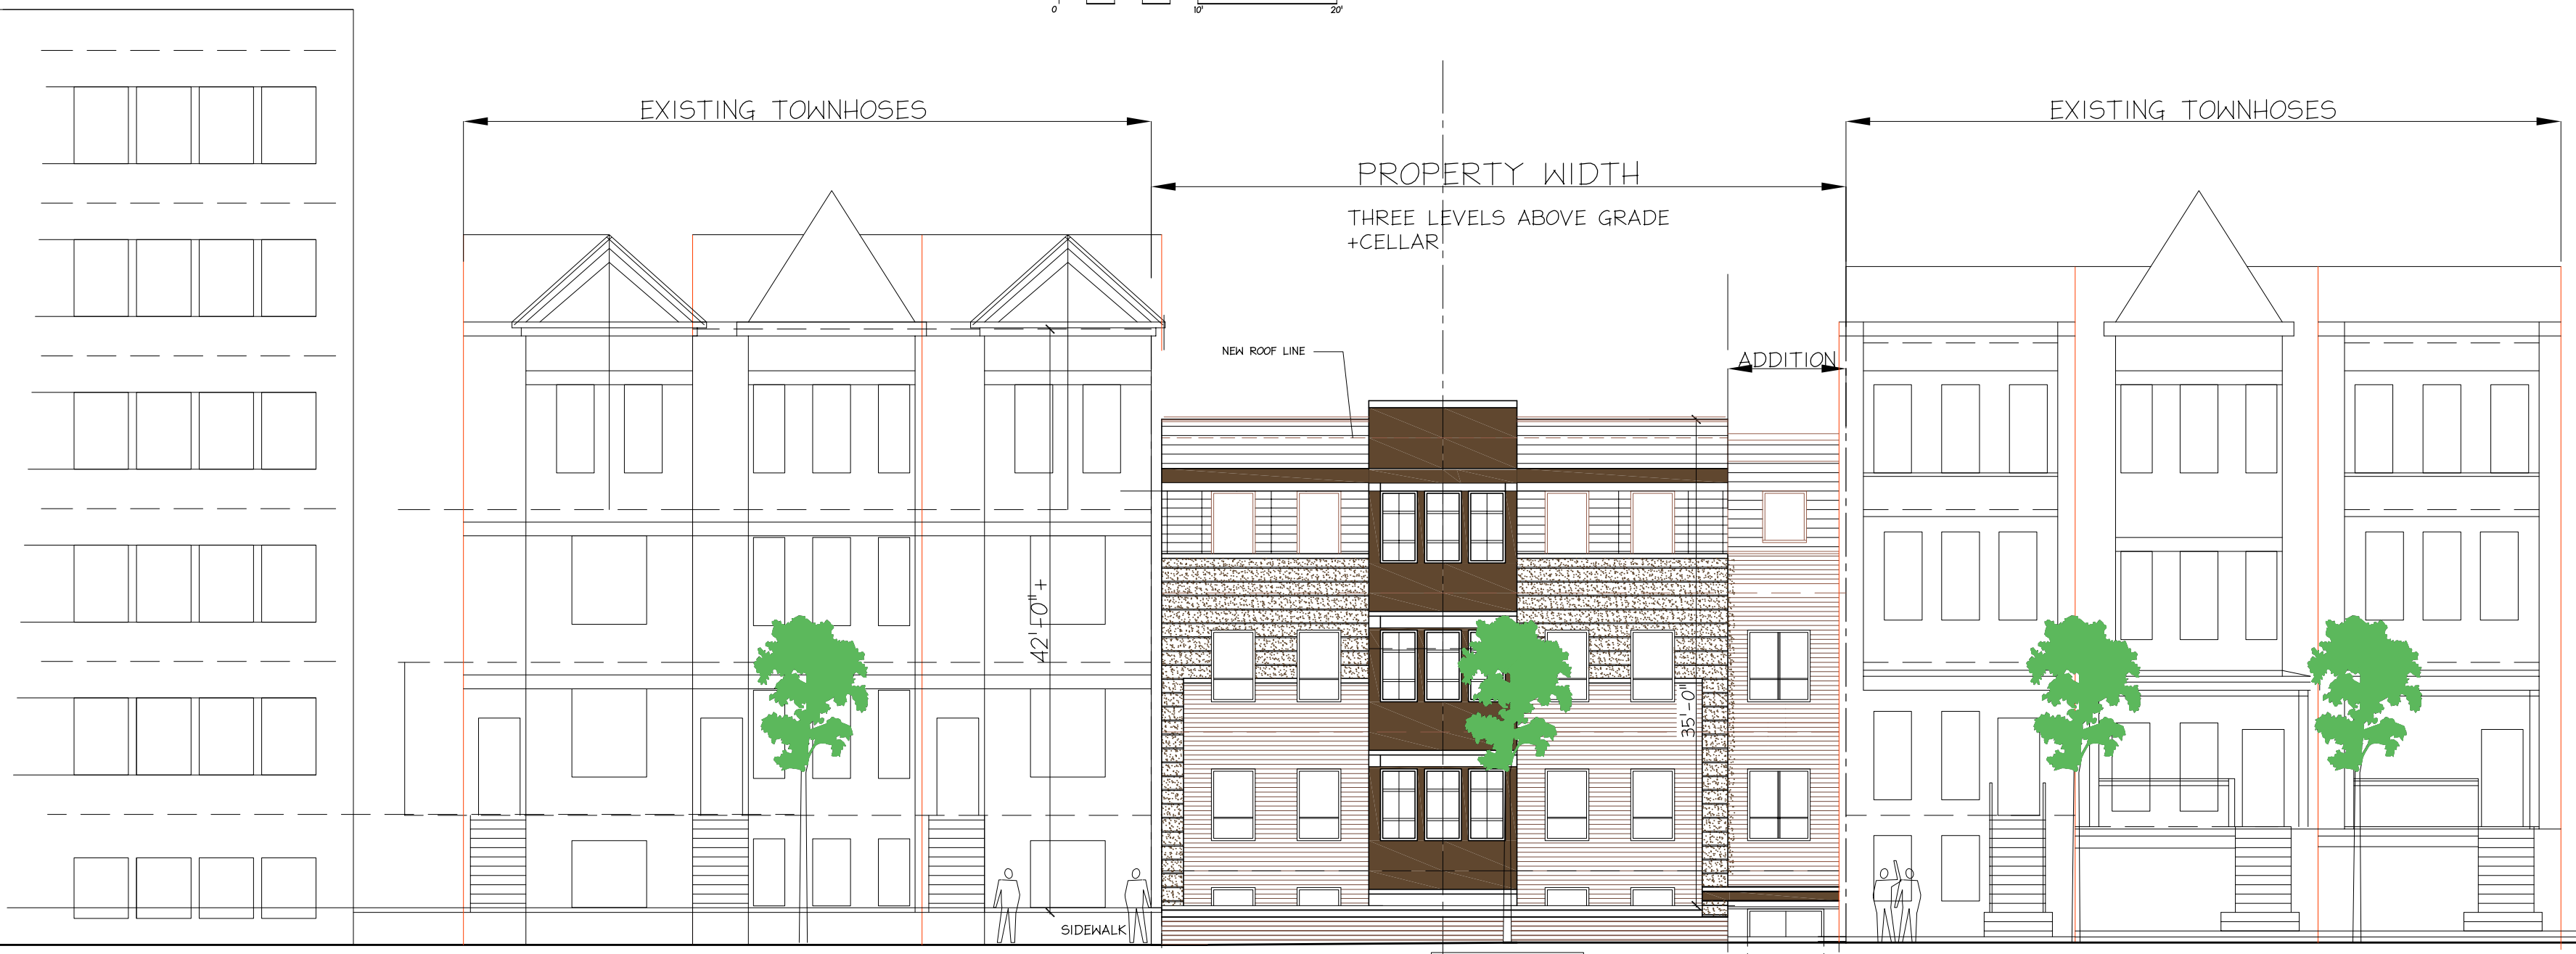 0 10' 20'
EXISTING TOWNHOSES
EXISTING TOWNHOSES
PROPERTY WIDTH
THREE LEVELS ABOVE GRADE
+CELLAR
NEW ROOF LINE
ADDITION
42'-0"+
35'-0"
SIDEWALK